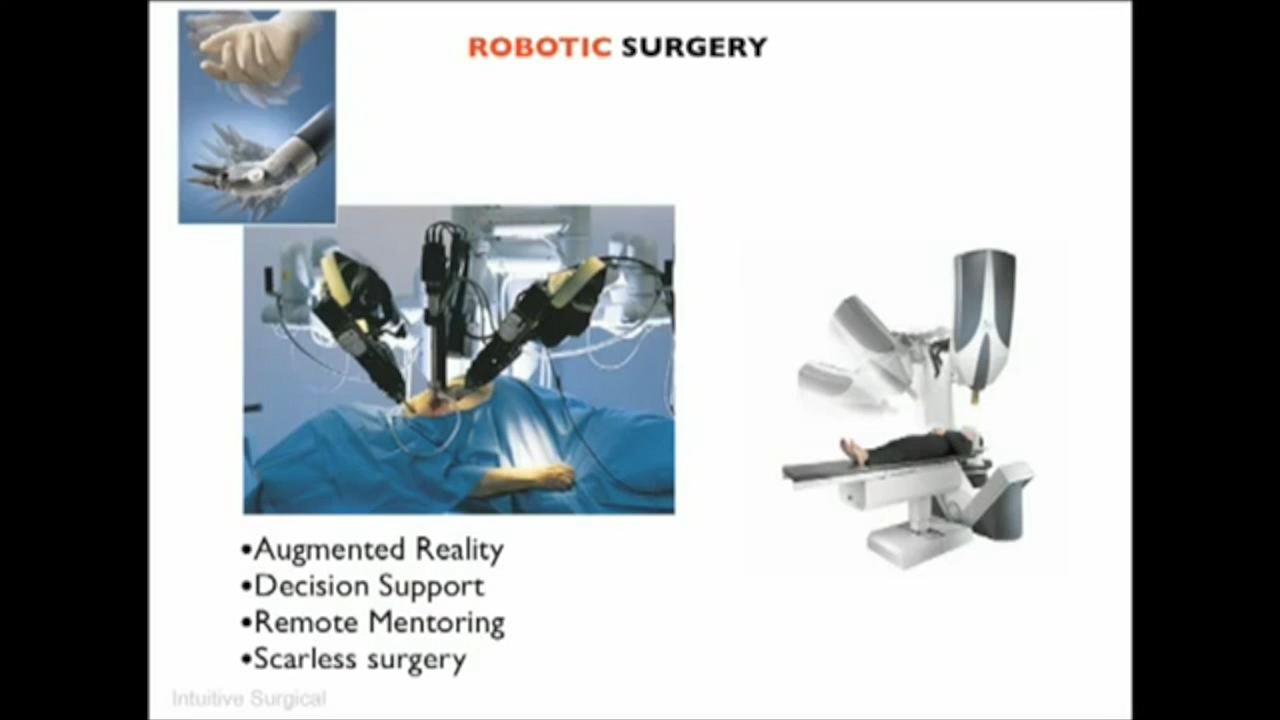 ROBOTIC SURGERY
•Augmented Reality
•Decision Support
•Remote Mentoring
•Scarless surgery
Intuitive Surgical